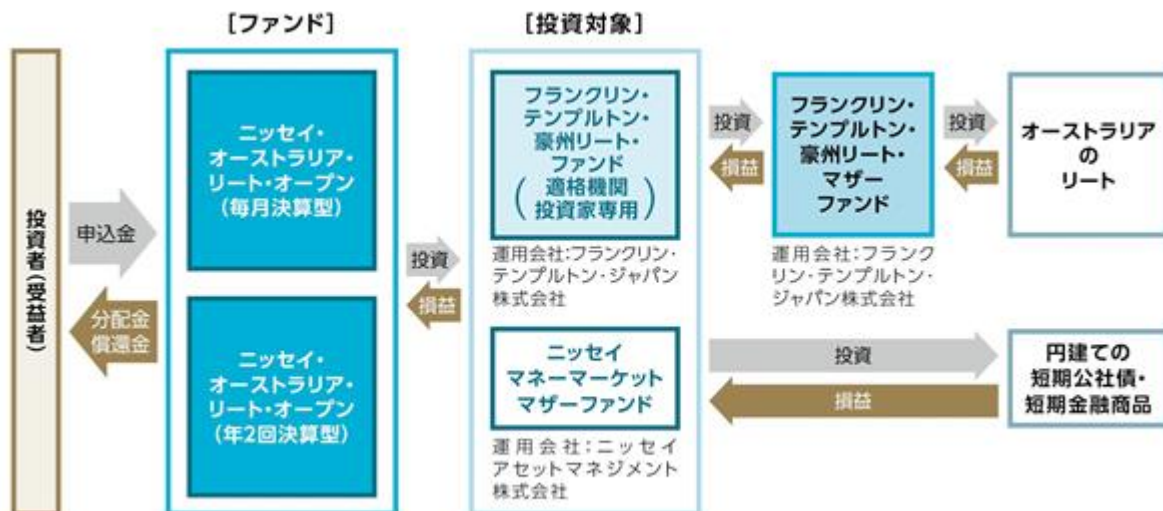 [ファンド]
[投資対象]
投資者(受益者)
申込金
分配金
償還金
ニッセイ・
オーストラリア・
リート・オープン
(毎月決算型)
ニッセイ・
オーストラリア・
リート・オープン
(年2回決算型)
投資
損益
フランクリン・
テンプルトン・
豪州リート・
ファンド
(適格機関
投資家専用)
運用会社:フランクリン・
テンプルトン・ジャパン
株式会社
ニッセイ
マネーマーケット
マザーファンド
運用会社:ニッセイ
アセットマネジメント
株式会社
投資
損益
フランクリン・
テンプルトン・
豪州リート・
マザー
ファンド
運用会社:フランク
リン・テンプルトン・
ジャパン株式会社
投資
損益
オーストラリア
の
リート
投資
損益
円建ての
短期公社債・
短期金融商品